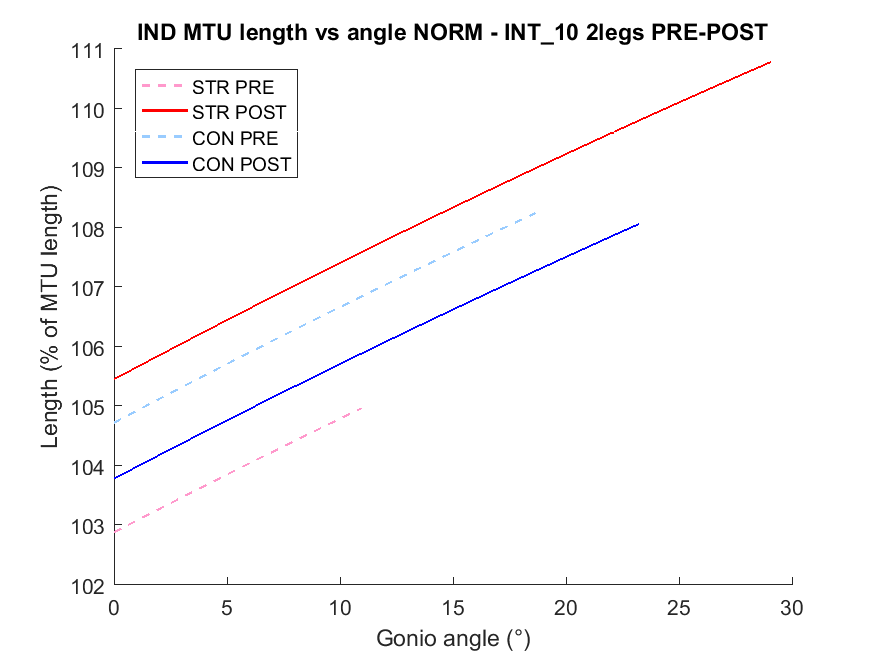 IND MTU length vs angle NORM - INT_10 2legs PRE-POST
STR PRE
STR POST
CON PRE
CON POST
Length (% of MTU length)
111
110
109
108
107
106
105
104
103
102
0 5 10 15 20 25 30
Gonio angle (°)